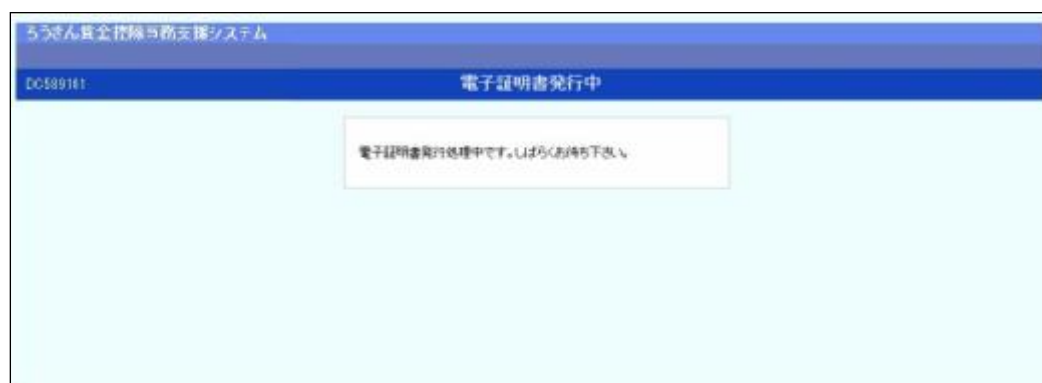 ろうきん賃金控除事務支援システム
DCS89161
電子証明書発行中
電子証明書発行処理中です。しばらくお待ち下さい。